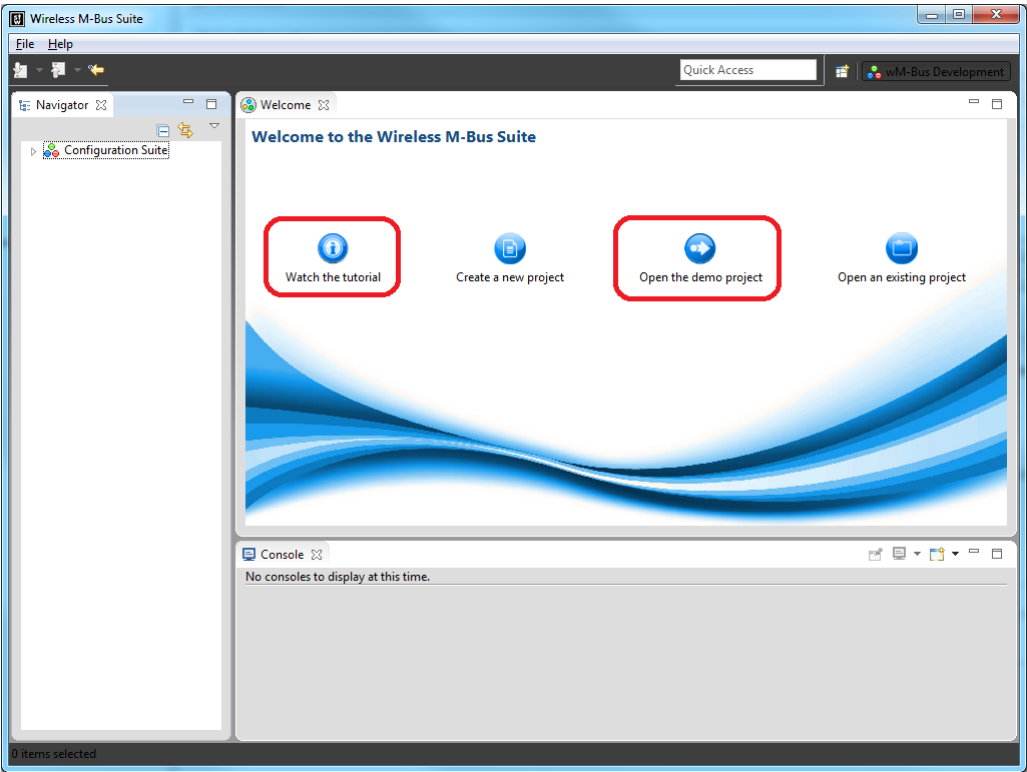 Wireless M-Bus Suite
File Help
Quick Access
wM-Bus Development
Navigator
Welcome
Configuration Suite
Welcome to the Wireless M-Bus Suite
Watch the tutorial
Create a new project
Open the demo project
Open an existing project
Console
No consoles to display at this time.
0 items selected